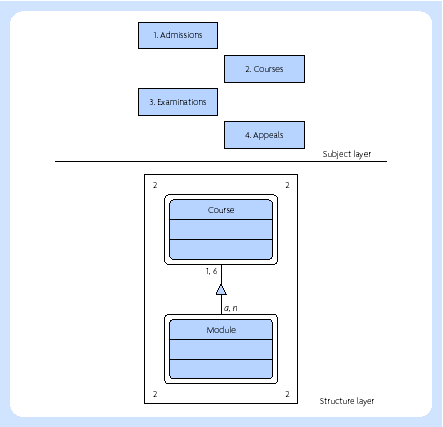 1. Admissions
2. Courses
3. Examinations
4. Appeals
Subject layer
2 2
Course
1, 6
a, n
Module
2 2
Structure layer